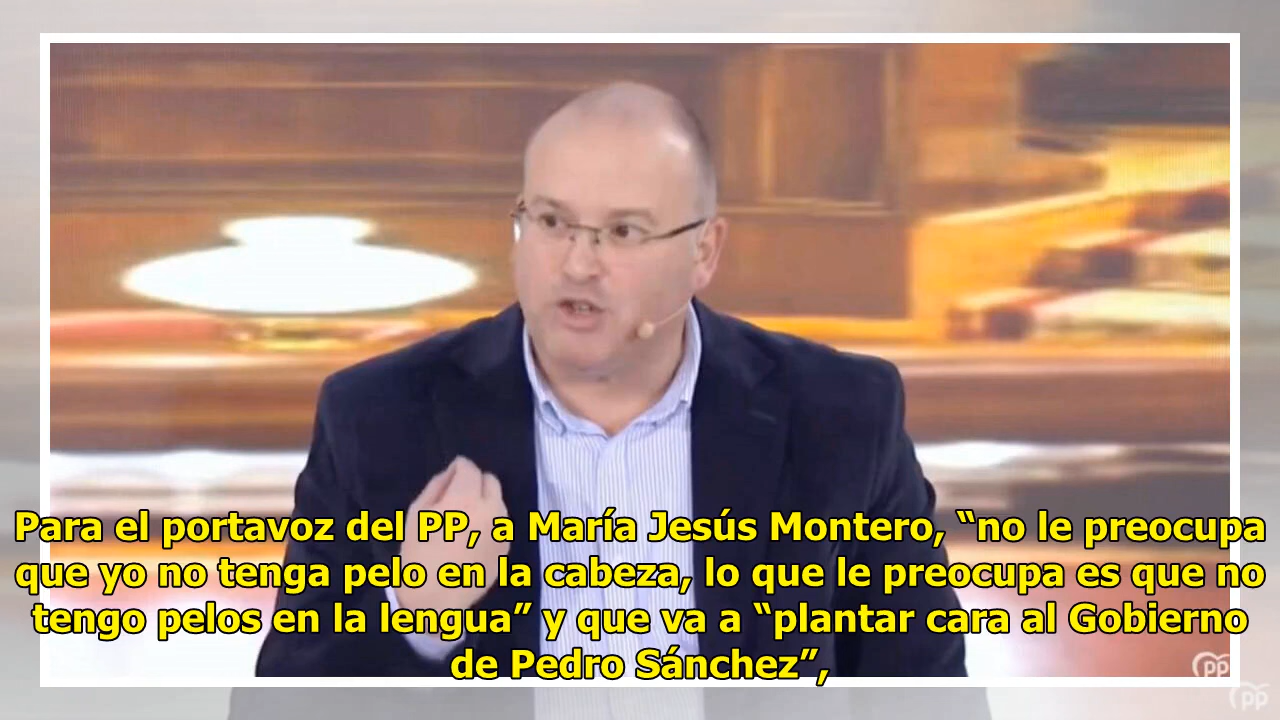 Para el portavoz del PP, a María Jesús Montero, “no le preocupa
que yo no tenga pelo en la cabeza, lo que le preocupa es que no
tengo pelos en la lengua” y que va a “plantar cara al Gobierno
de Pedro Sánchez”,
pp
pp